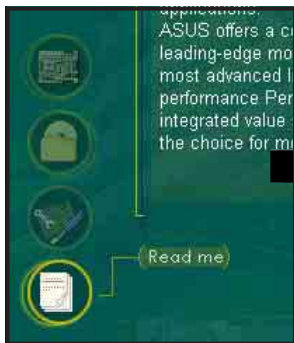 applications.
ASUS offers a c
leading-edge mo
most advanced I
performance Per
integrated value
the choice for m
Read me